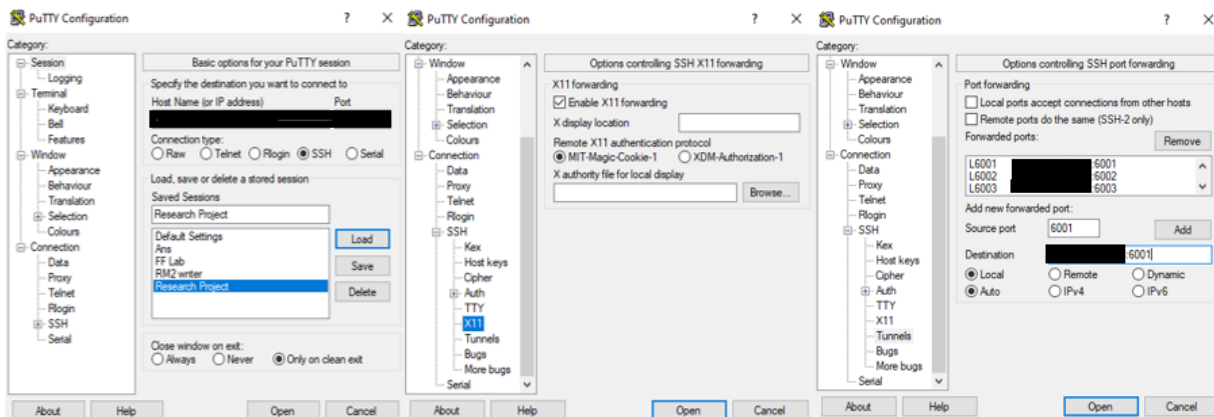 PuTTY Configuration
?
×
Category:
Session
Logging
Terminal
Keyboard
Bell
Features
Window
Appearance
Behaviour
Translation
Selection
Colours
Connection
Data
Proxy
Telnet
Rlogin
SSH
Serial
Basic options for your PuTTY session
Specify the destination you want to connect to
Host Name (or IP address) Port
Connection type:
Raw Telnet Rlogin SSH Serial
Load, save or delete a stored session
Saved Sessions
Research Project
Default Settings
Ans
FF Lab
RM2 wnter
Research Project
Load
Save
Delete
Close window on exit:
Always Never Only on clean exit
About Help Open Cancel
PuTTY Configuration
?
×
Category:
Window
Appearance
Behaviour
Translation
Selection
Colours
Connection
Data
Proxy
Telnet
Rlogin
SSH
Kex
Host keys
Cipher
Auth
TTY
X11
Tunnels
Bugs
More bugs
Serial
Options controlling SSH X11 forwarding
X11 forwarding
Enable X11 forwarding
X display location
Remote X11 authentication protocol
MIT-Magic-Cookie-1 XDM-Authorization-1
X authority file for local display
Browse...
About Help Open Cancel
PuTTY Configuration
?
×
Category:
Window
Appearance
Behaviour
Translation
Selection
Colours
Connection
Data
Proxy
Telnet
Rlogin
SSH
Kex
Host keys
Cipher
Auth
TTY
X11
Tunnels
Bugs
More bugs
Serial
Options controlling SSH port forwarding
Port forwarding
Local ports accept connections from other hosts
Remote ports do the same (SSH-2 only)
Forwarded ports: Remove
L6001 :6001
L6002 :6002
L6003 :6003
Add new forwarded port:
Source port 6001 Add
Destination :6001
Local Remote Dynamic
Auto IPv4 IPv6
About Help Open Cancel